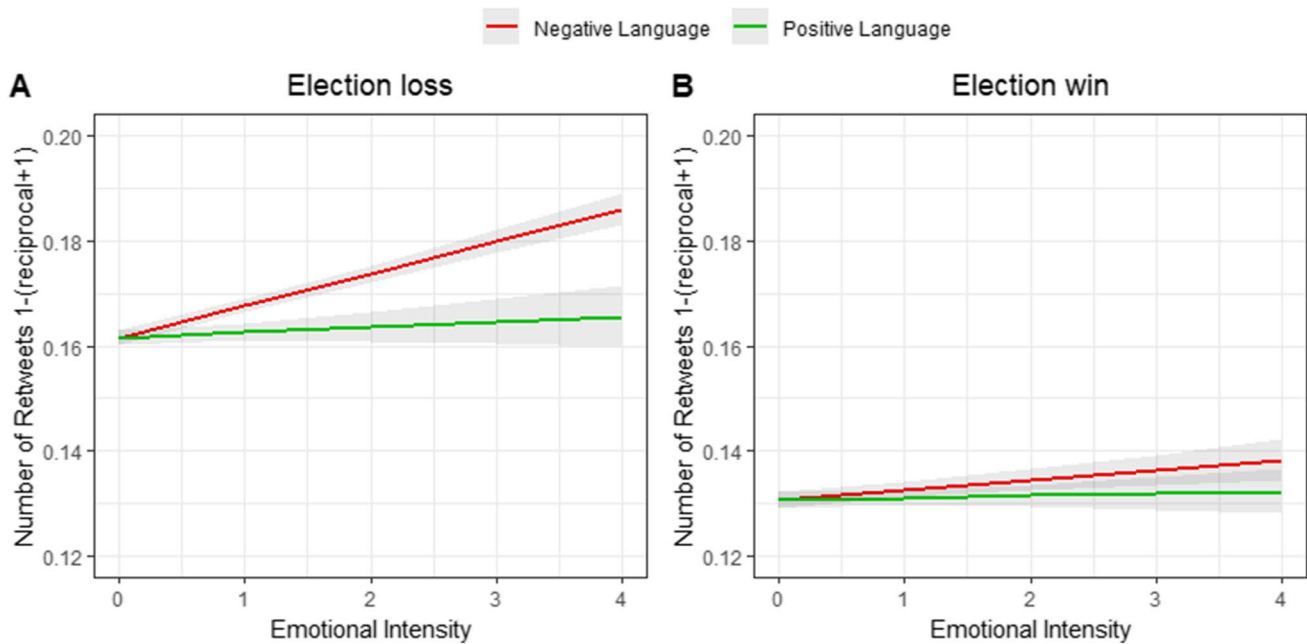 Negative Language Positive Language
A Election loss
B Election win
Number of Retweets 1-(reciprocal+1)
0.20
0.18
0.16
0.14
0.12
0 1 2 3 4
Emotional Intensity
Number of Retweets 1-(reciprocal+1)
0.20
0.18
0.16
0.14
0.12
0 1 2 3 4
Emotional Intensity